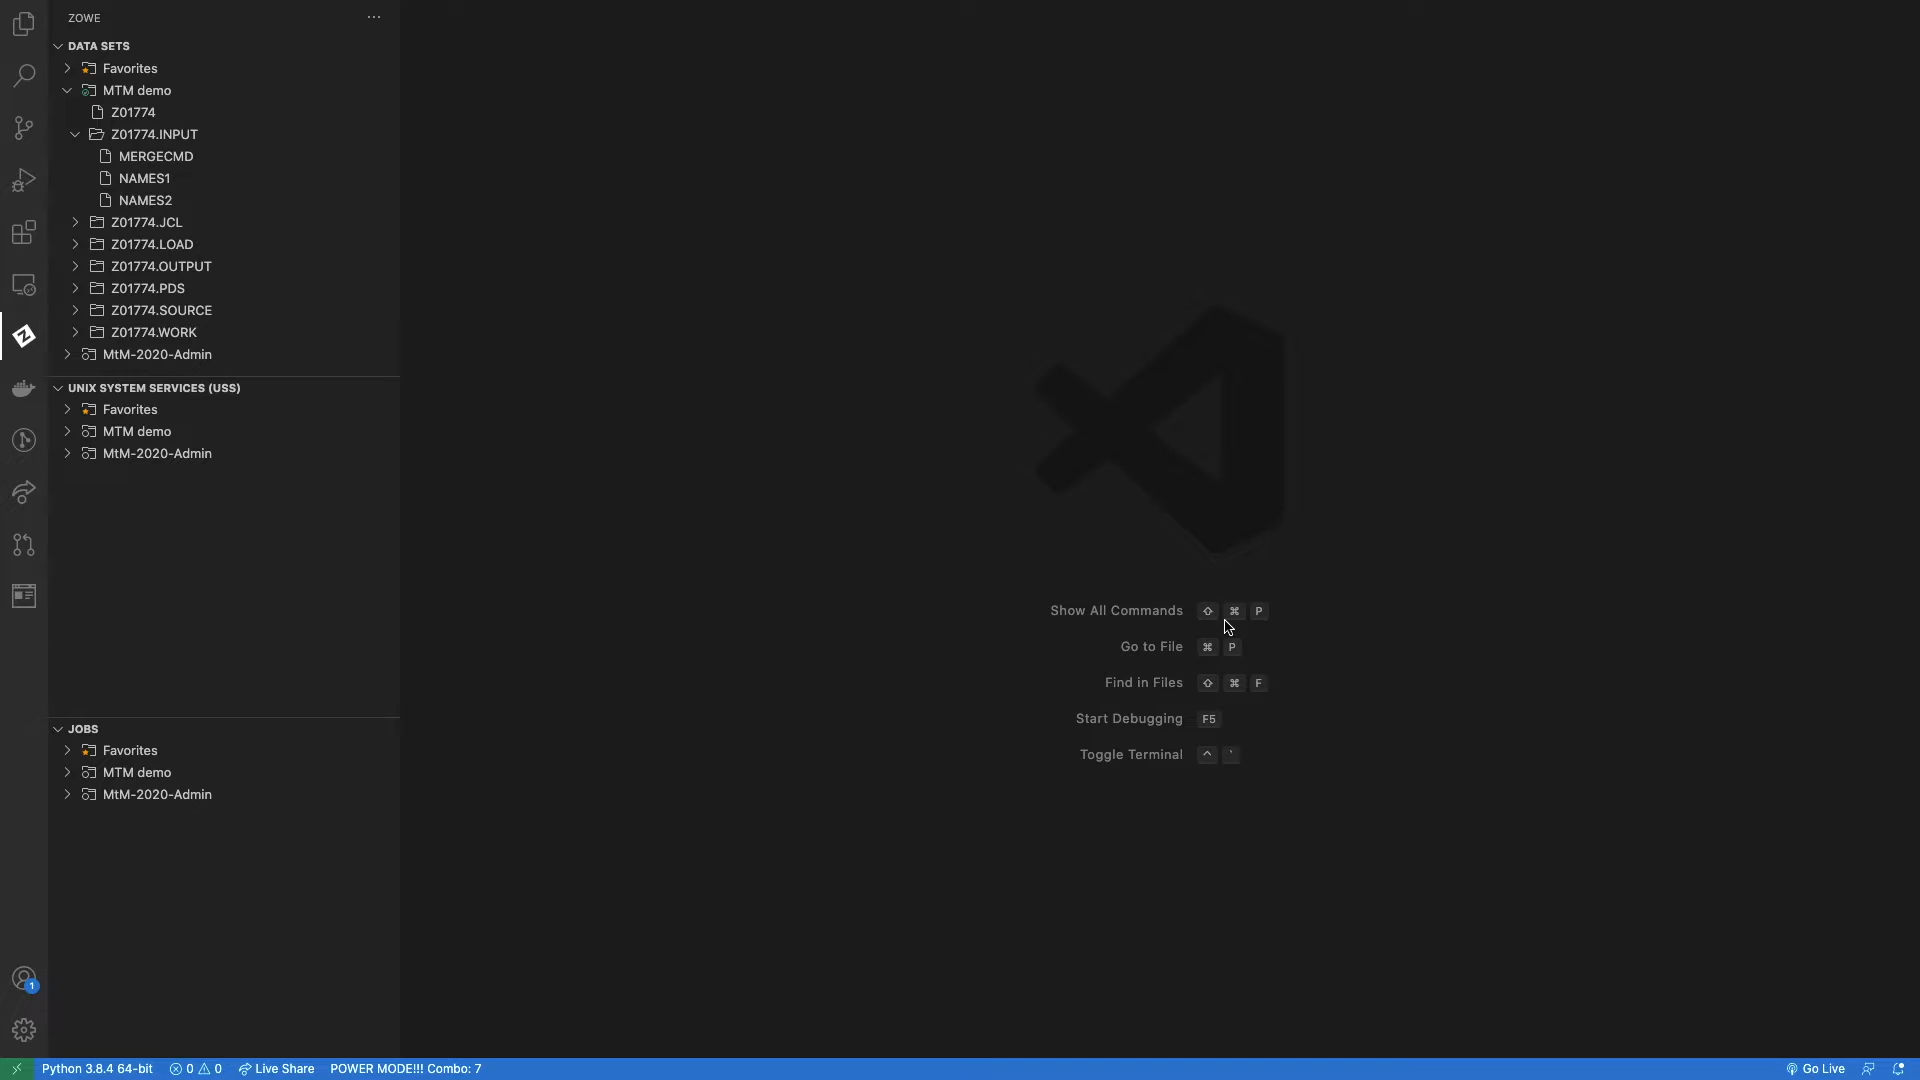 ZOWE
DATA SETS
Favorites
MTM demo
Z01774
Z01774.INPUT
MERGECMD
NAMES1
NAMES2
Z01774.JCL
Z01774.LOAD
Z01774.OUTPUT
Z01774.PDS
Z01774.SOURCE
Z01774.WORK
MtM-2020-Admin
UNIX SYSTEM SERVICES (USS)
Favorites
MTM demo
MtM-2020-Admin
JOBS
Favorites
MTM demo
MtM-2020-Admin
Show All Commands ⇧ ⌘ P
Go to File ⌘ P
Find in Files ⇧ ⌘ F
Start Debugging F5
Toggle Terminal ^ `
1
Python 3.8.4 64-bit 0 0 Live Share POWER MODE!!! Combo: 7 Go Live